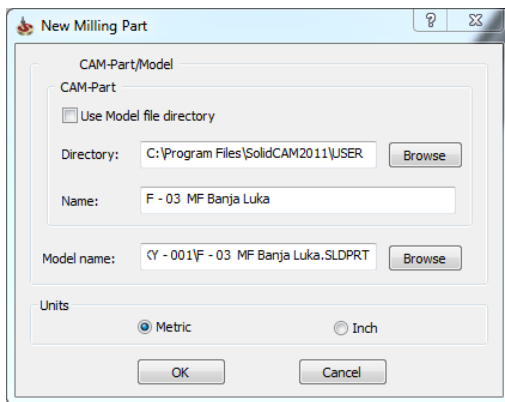 New Milling Part
CAM-Part/Model
CAM-Part
Use Model file directory
Directory: C:\Program Files\SolidCAM2011\USER Browse
Name: F - 03 MF Banja Luka
Model name: Y - 001\F - 03 MF Banja Luka.SLDPRT Browse
Units
Metric Inch
OK Cancel